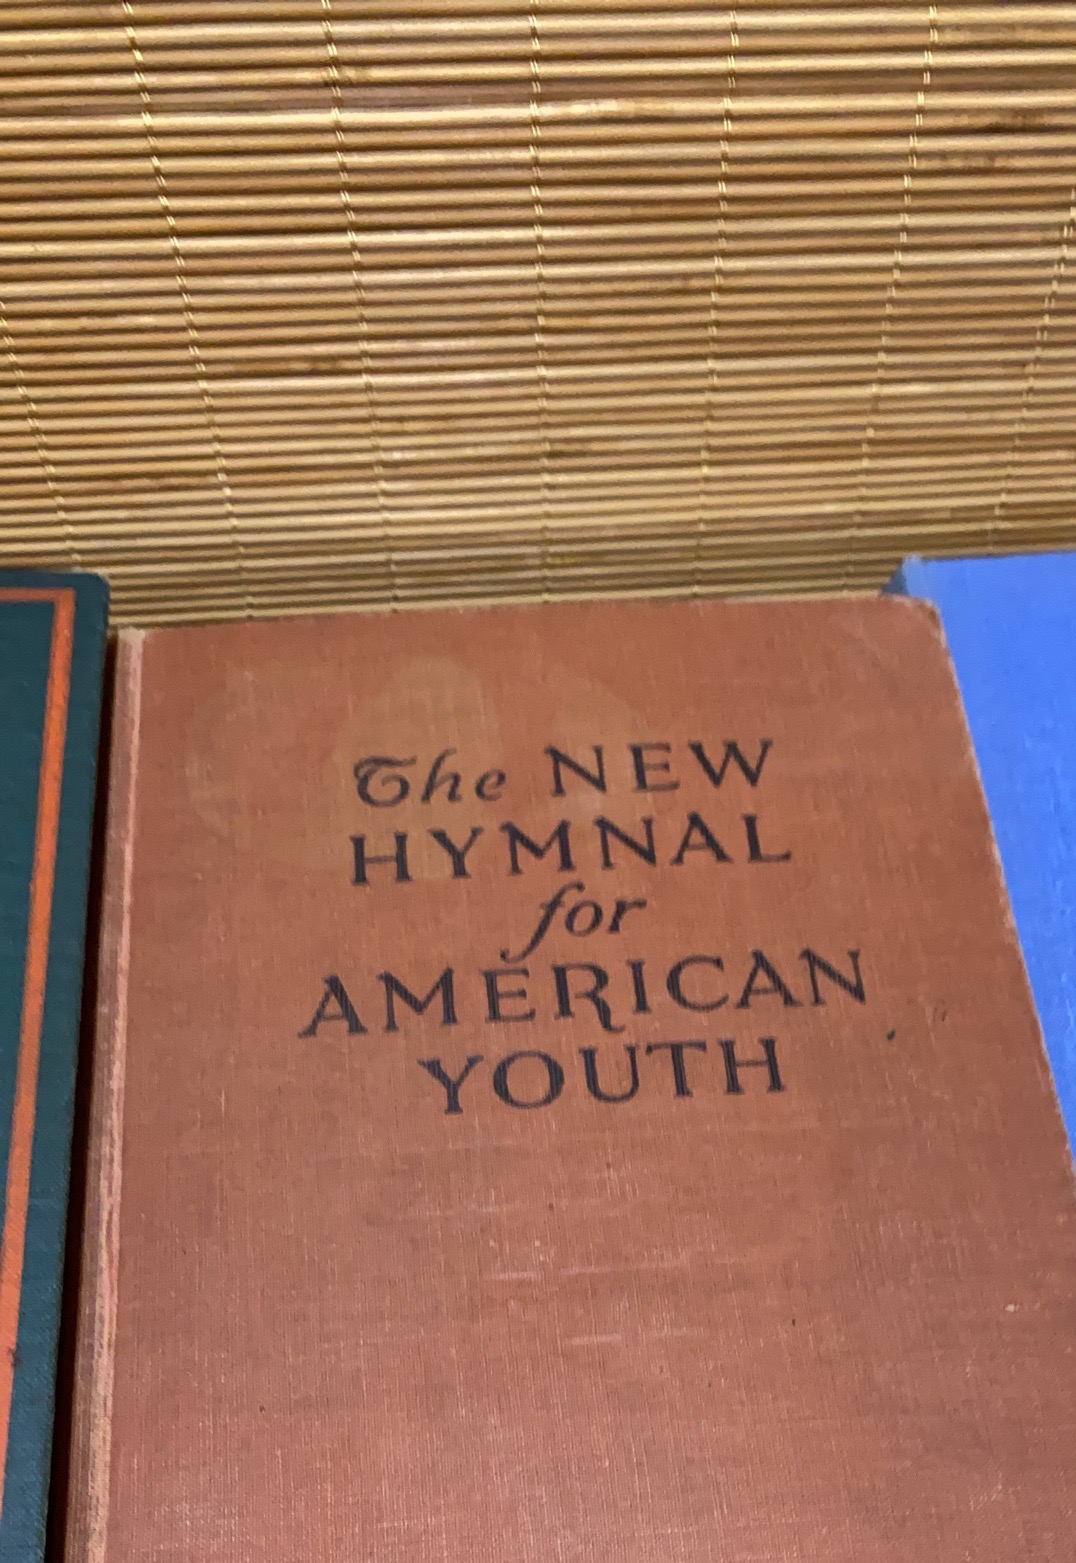 The NEW
HYMNAL
for
AMERICAN
YOUTH